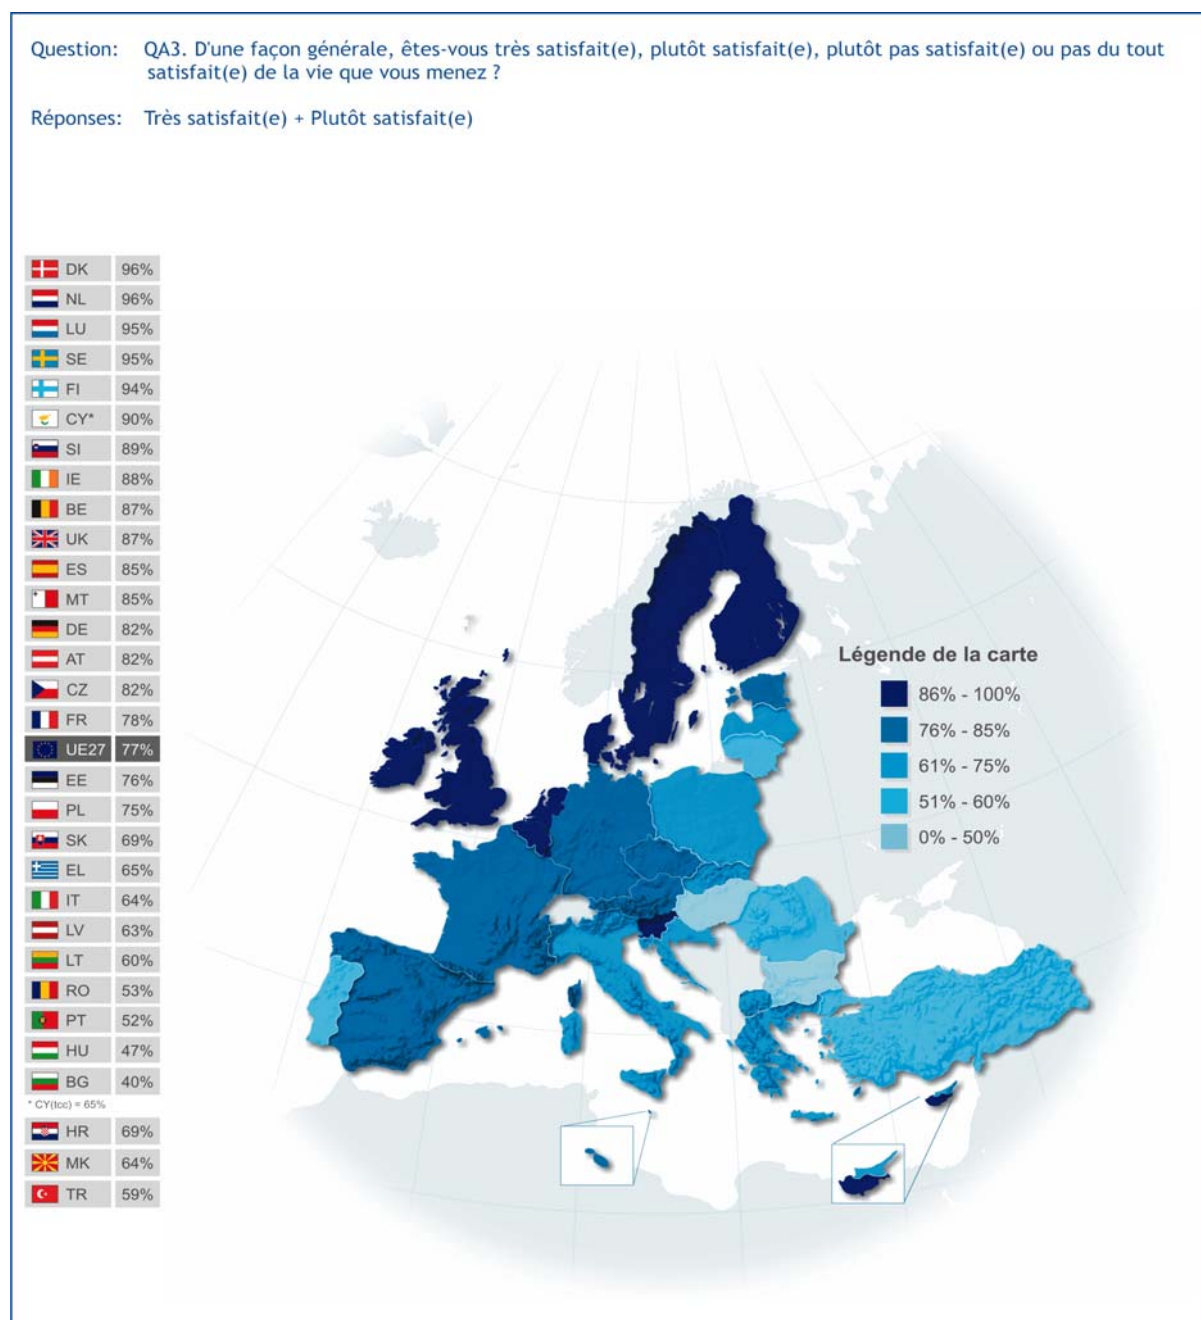 Question: QA3. D'une façon générale, êtes-vous très satisfait(e), plutôt satisfait(e), plutôt pas satisfait(e) ou pas du tout
satisfait(e) de la vie que vous menez ?
Réponses: Très satisfait(e) + Plutôt satisfait(e)
DK 96%
NL 96%
LU 95%
SE 95%
FI 94%
CY* 90%
SI 89%
IE 88%
BE 87%
UK 87%
ES 85%
MT 85%
DE 82%
AT 82%
CZ 82%
FR 78%
UE27 77%
EE 76%
PL 75%
SK 69%
EL 65%
IT 64%
LV 63%
LT 60%
RO 53%
PT 52%
HU 47%
BG 40%
* CY(tcc) = 65%
HR 69%
MK 64%
TR 59%
Légende de la carte
86% - 100%
76% - 85%
61% - 75%
51% - 60%
0% - 50%